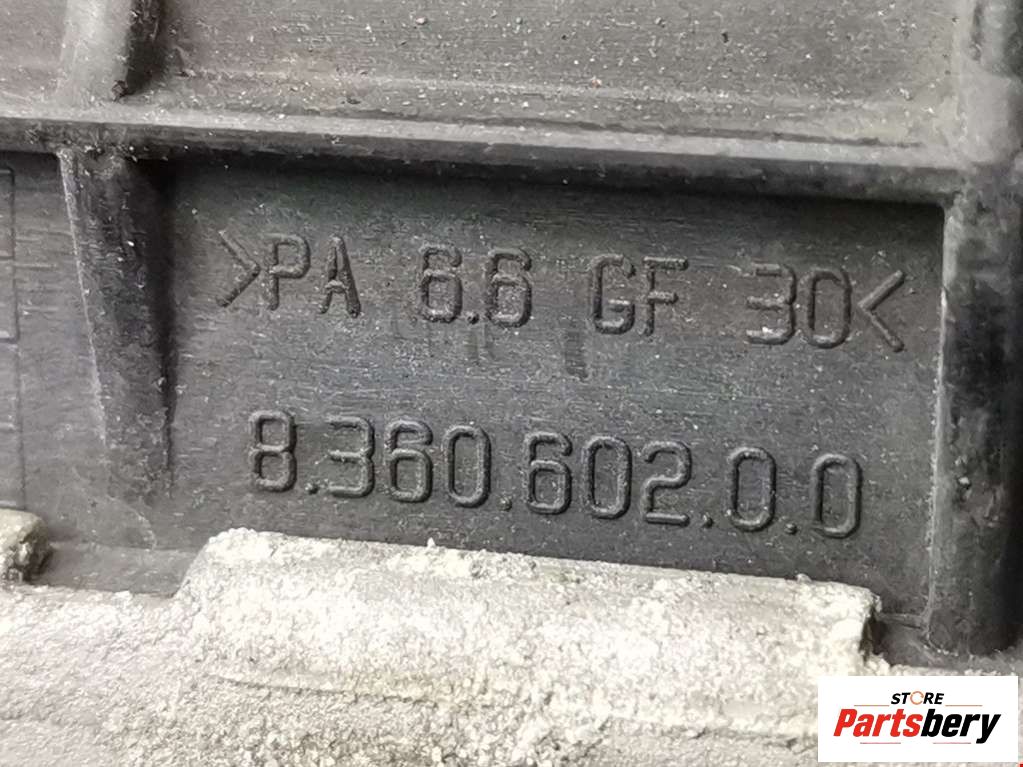 >PA 6.6 GF 30<
8.360.602.0.0
STORE
Partsbery